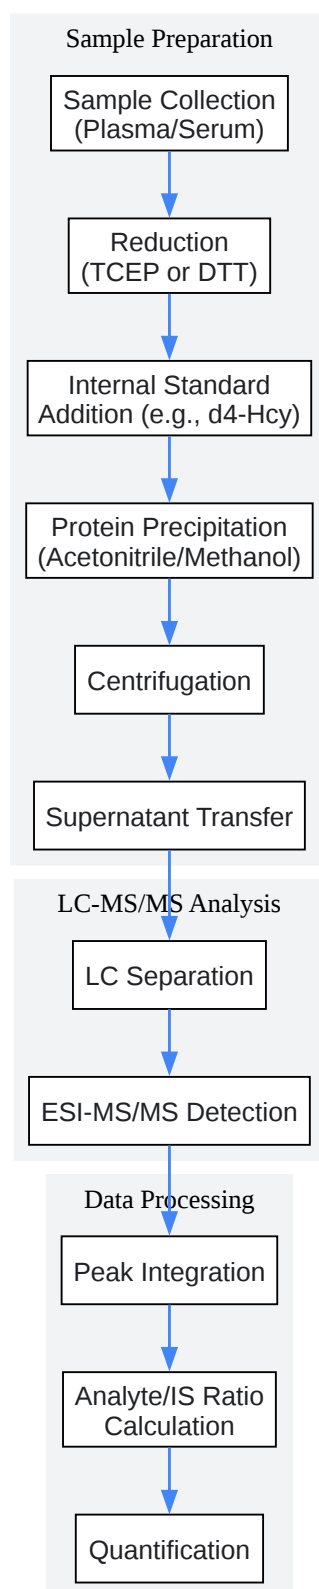 Sample Preparation
Sample Collection
(Plasma/Serum)
Reduction
(TCEP or DTT)
Internal Standard
Addition (e.g., d4-Hcy)
Protein Precipitation
(Acetonitrile/Methanol)
Centrifugation
Supernatant Transfer
LC-MS/MS Analysis
LC Separation
ESI-MS/MS Detection
Data Processing
Peak Integration
Analyte/IS Ratio
Calculation
Quantification